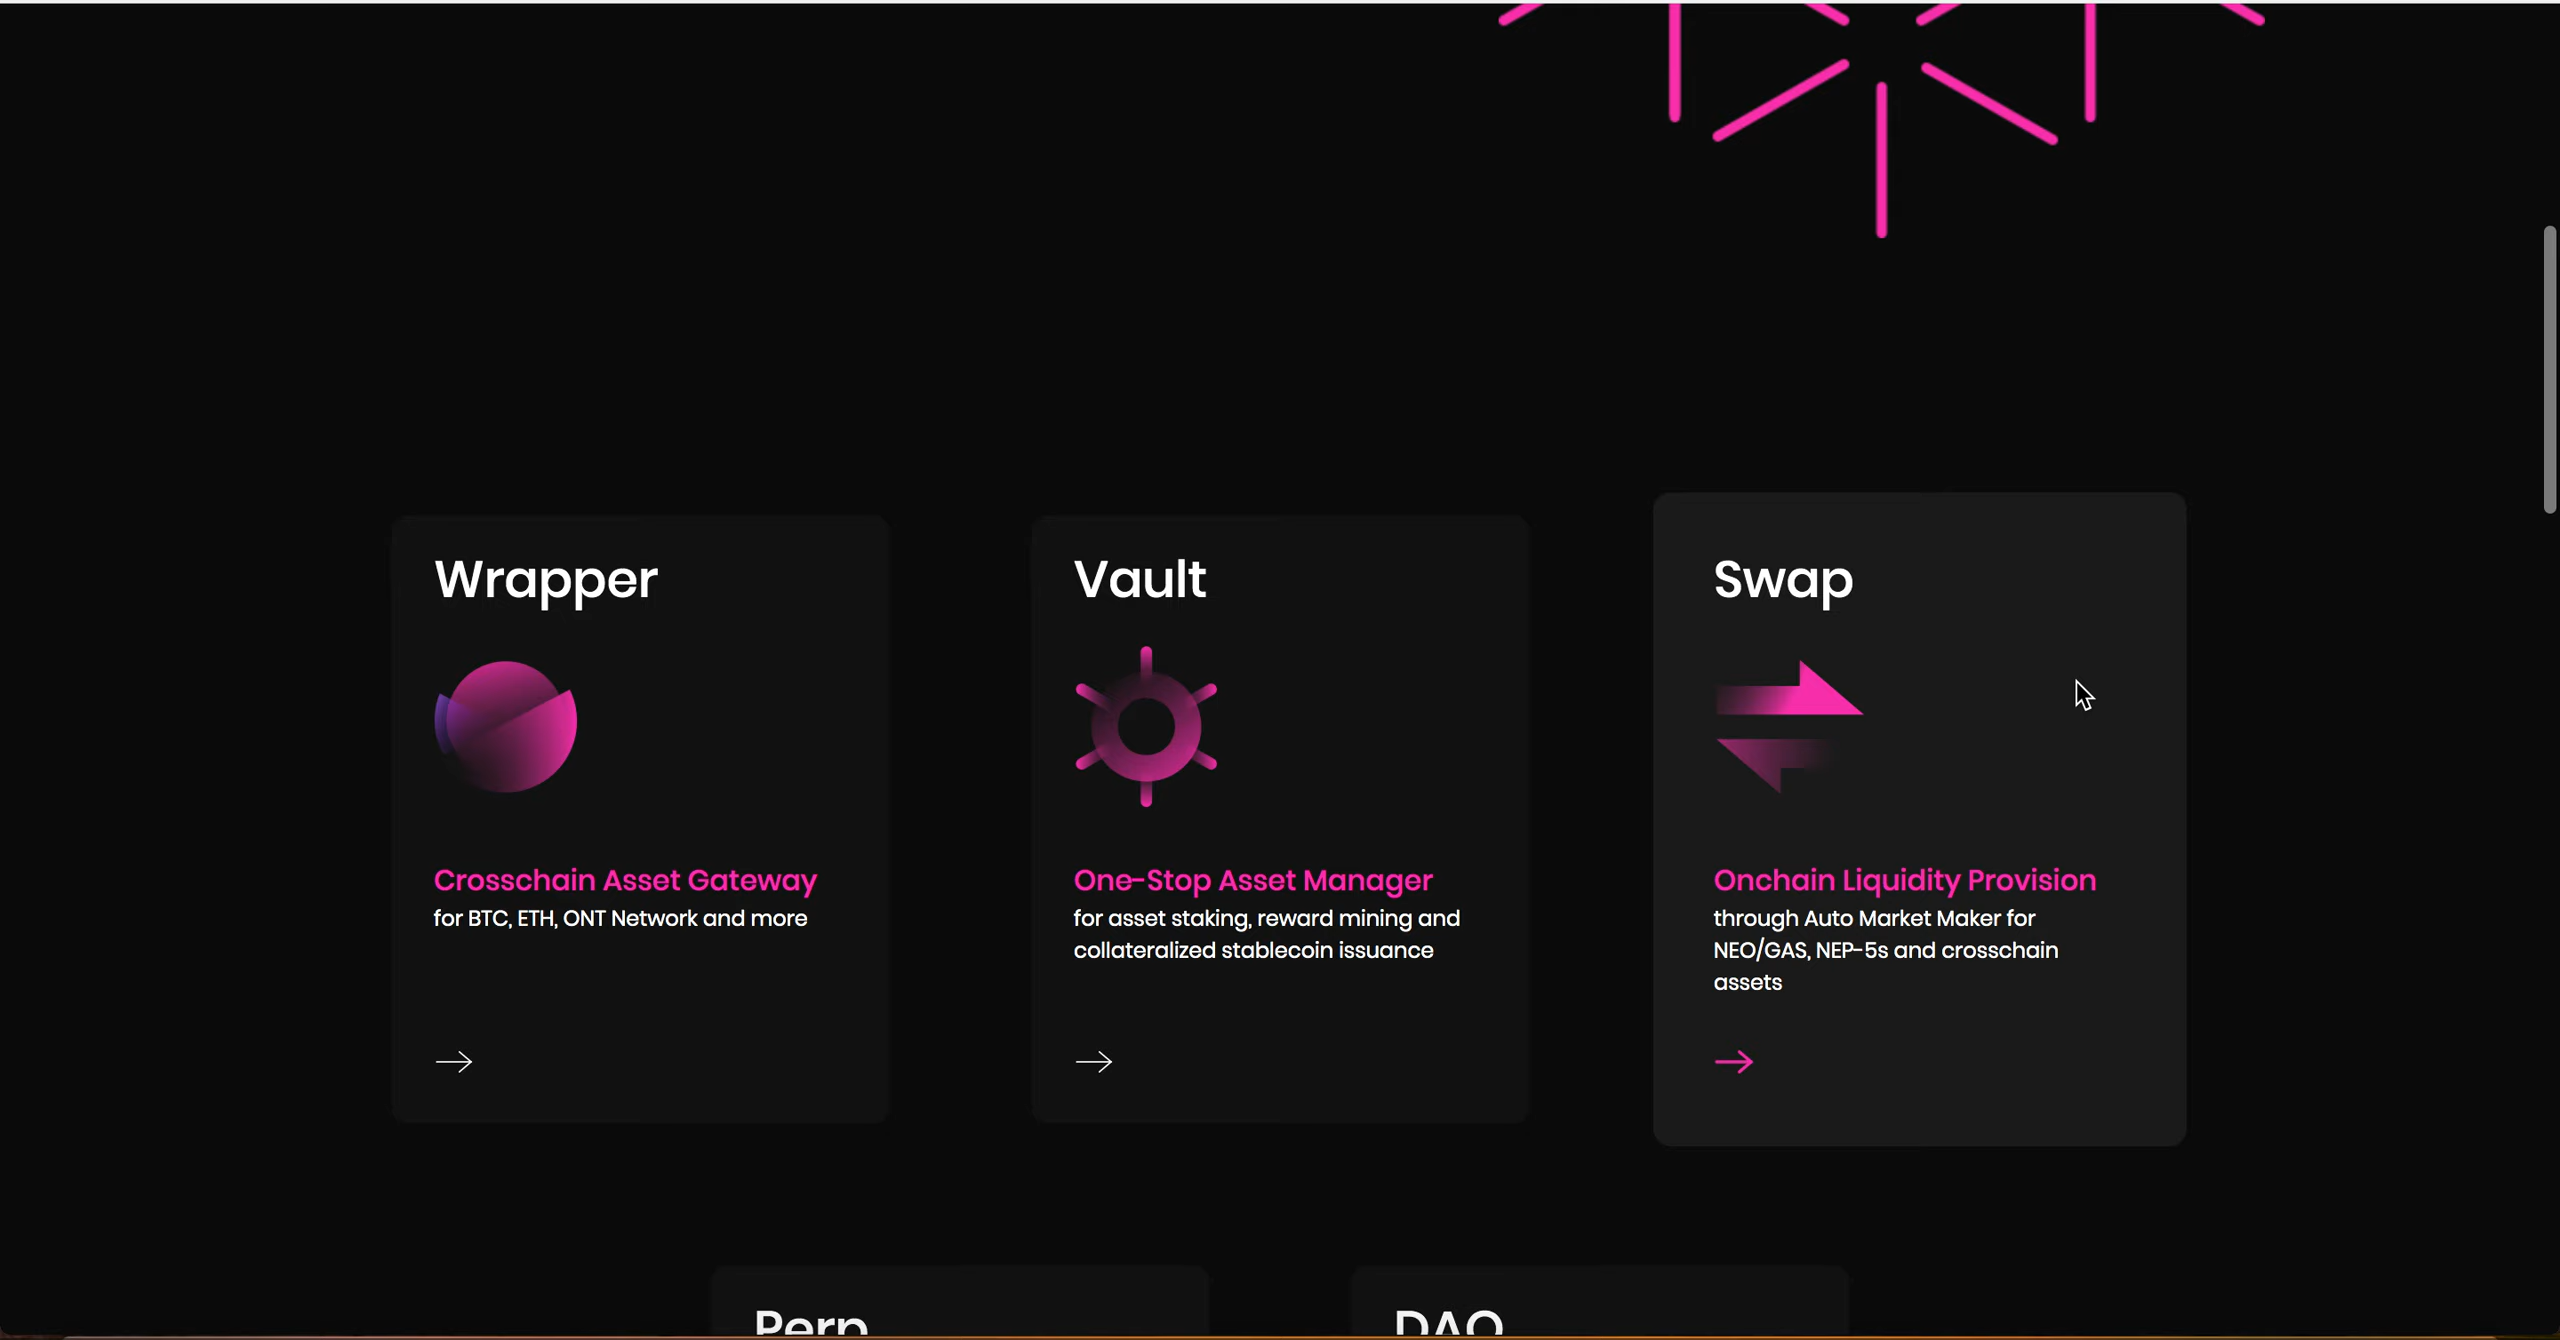 Wrapper
Crosschain Asset Gateway
for BTC, ETH, ONT Network and more
Vault
One-Stop Asset Manager
for asset staking, reward mining and
collateralized stablecoin issuance
Swap
Onchain Liquidity Provision
through Auto Market Maker for
NEO/GAS, NEP-5s and crosschain
assets
Perp
DAO